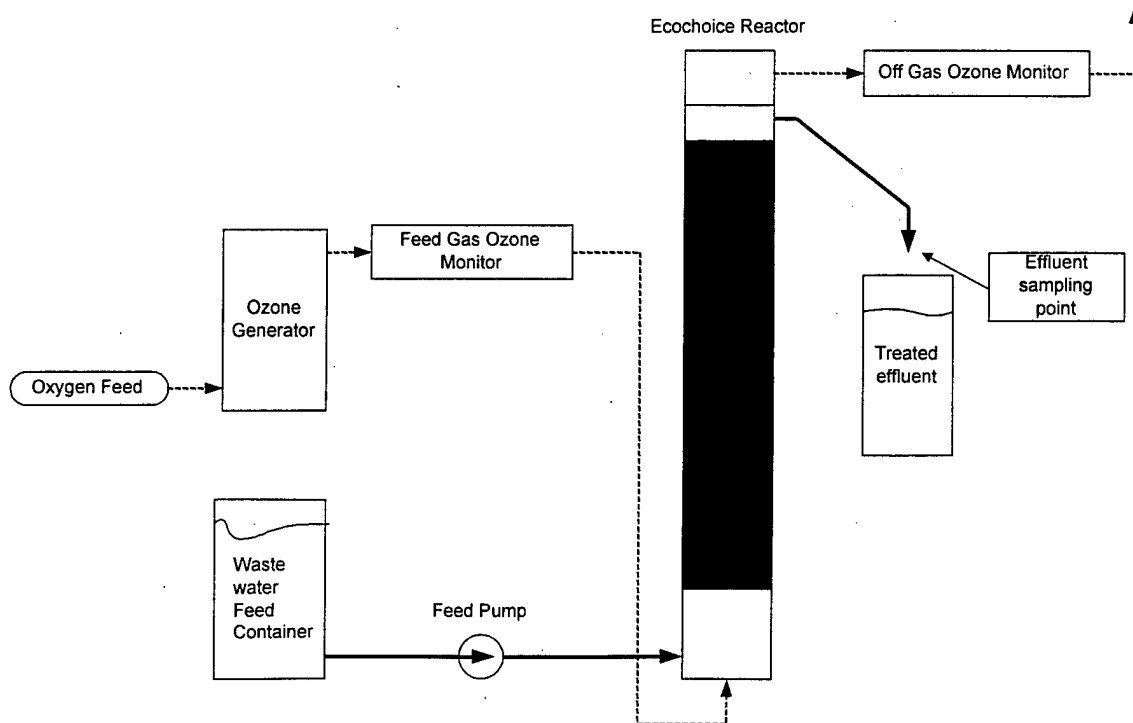 Ecochoice Reactor
Off Gas Ozone Monitor
Feed Gas Ozone
Monitor
Ozone
Generator
Effluent
sampling
point
Treated
effluent
Oxygen Feed
Waste
water
Feed
Container
Feed Pump